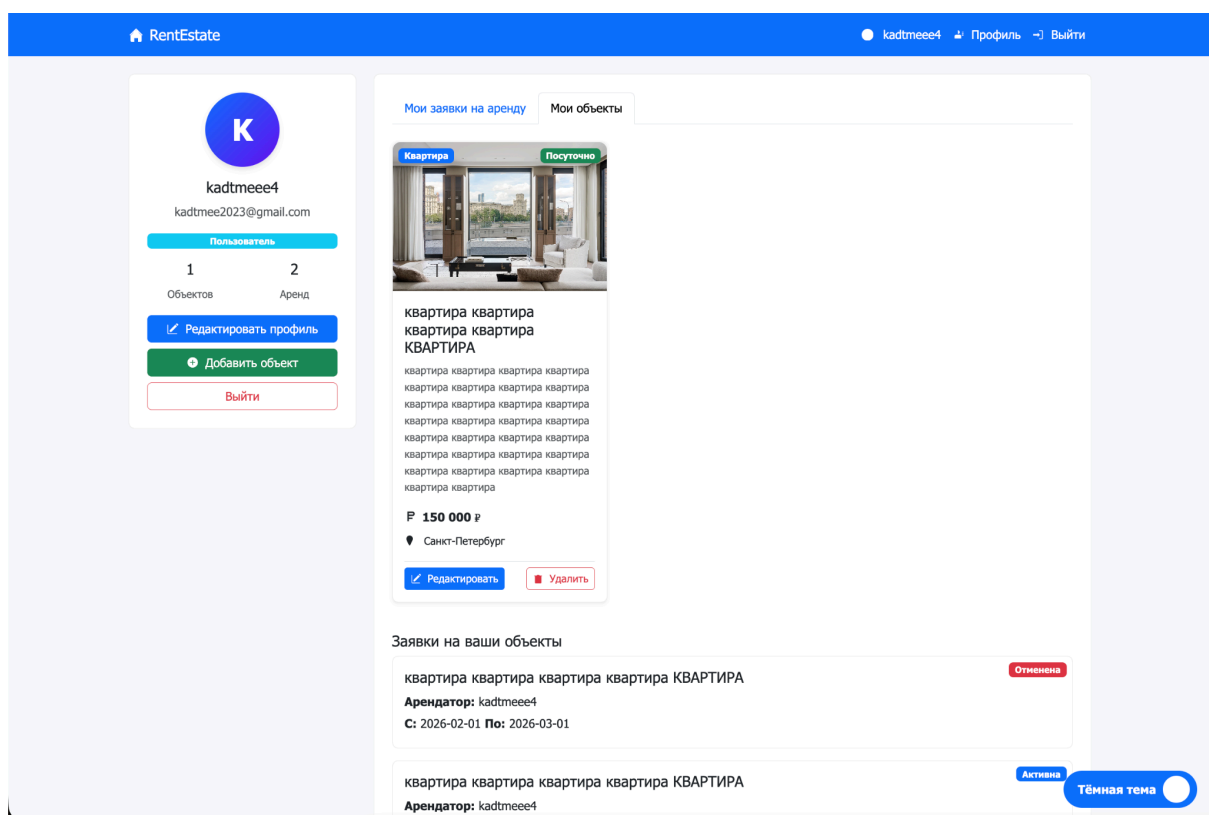 RentEstate
kadtmeee4 Профиль Выйти
K
kadtmeee4
kadtmee2023@gmail.com
Пользователь
1 2
Объектов Аренд
Редактировать профиль
Добавить объект
Выйти
Мои заявки на аренду Мои объекты
Квартира Посуточно
квартира квартира
квартира квартира
КВАРТИРА
квартира квартира квартира квартира
квартира квартира квартира квартира
квартира квартира квартира квартира
квартира квартира квартира квартира
квартира квартира квартира квартира
квартира квартира квартира квартира
квартира квартира квартира квартира
квартира квартира
₣ 150 000 ₽
Санкт-Петербург
Редактировать Удалить
Заявки на ваши объекты
квартира квартира квартира квартира КВАРТИРА Отменена
Арендатор: kadtmeee4
С: 2026-02-01 По: 2026-03-01
квартира квартира квартира квартира КВАРТИРА Активна
Арендатор: kadtmeee4
Тёмная тема